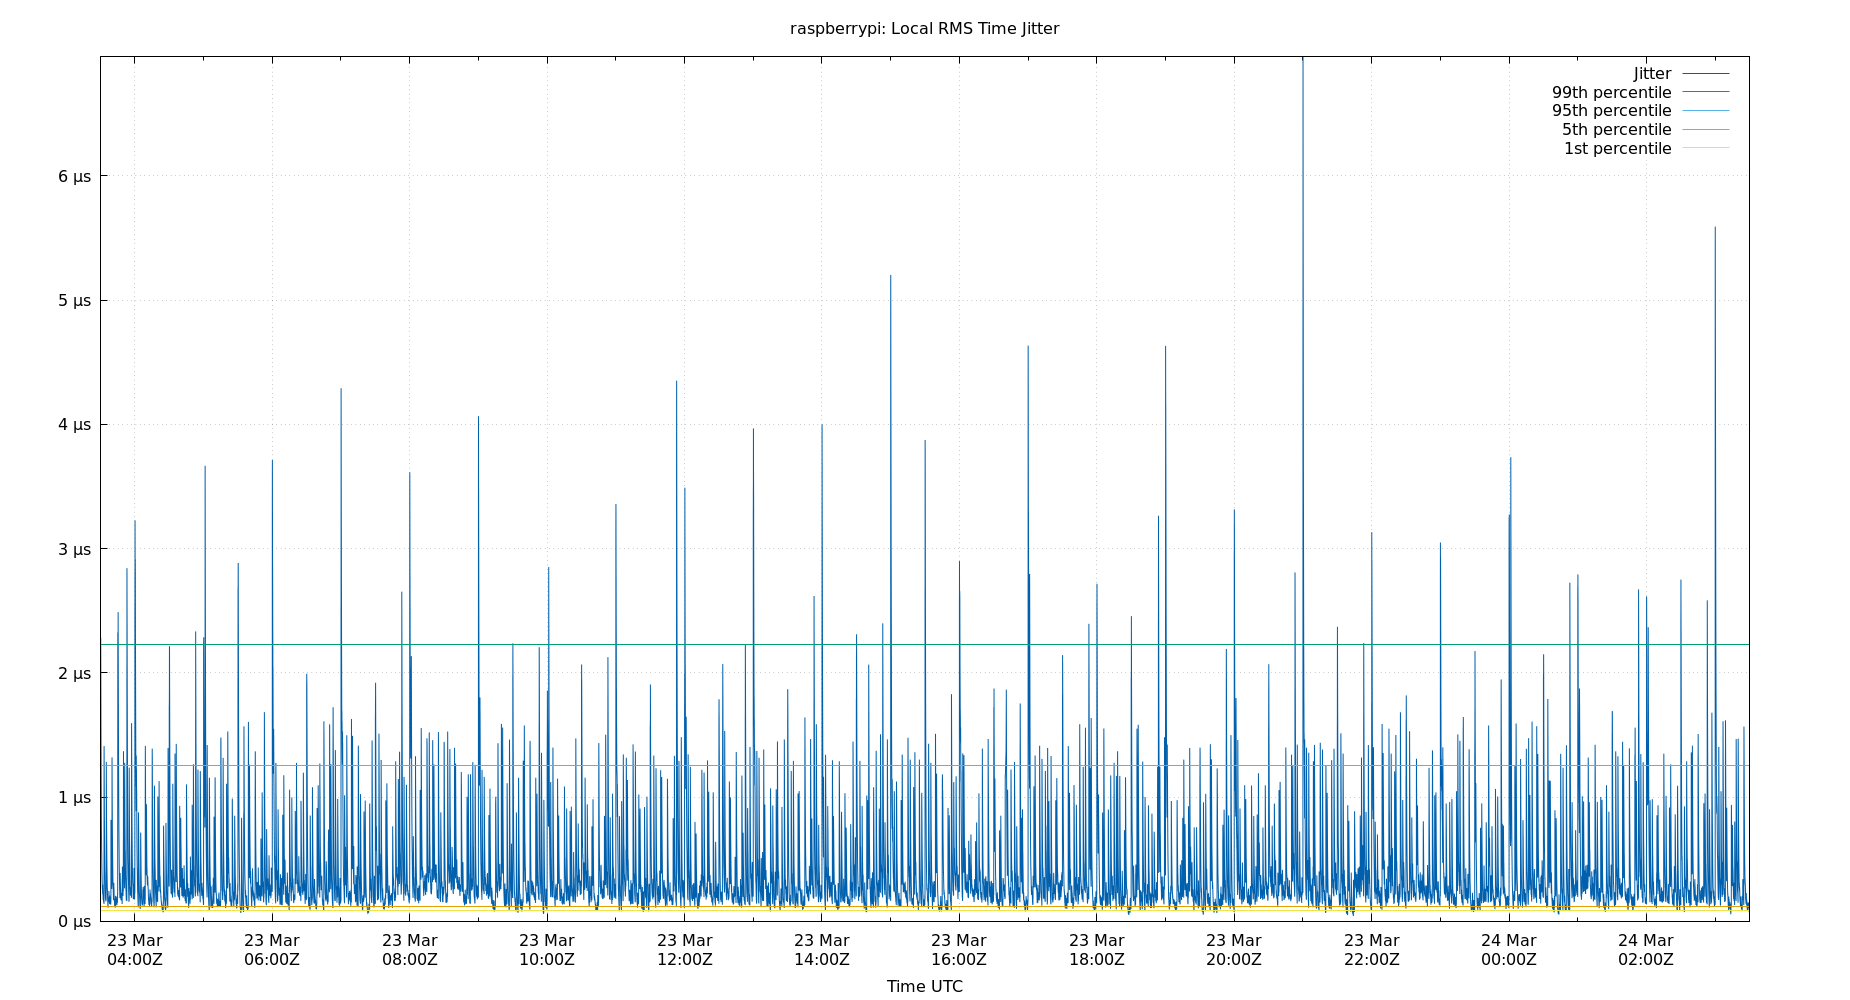 raspberrypi: Local RMS Time Jitter
Jitter
99th percentile
95th percentile
5th percentile
1st percentile
6 µs
5 µs
4 µs
3 µs
2 µs
1 µs
0 µs
23 Mar 23 Mar 23 Mar 23 Mar 23 Mar 23 Mar 23 Mar 23 Mar 23 Mar 23 Mar 24 Mar 24 Mar
04:00Z 06:00Z 08:00Z 10:00Z 12:00Z 14:00Z 16:00Z 18:00Z 20:00Z 22:00Z 00:00Z 02:00Z
Time UTC